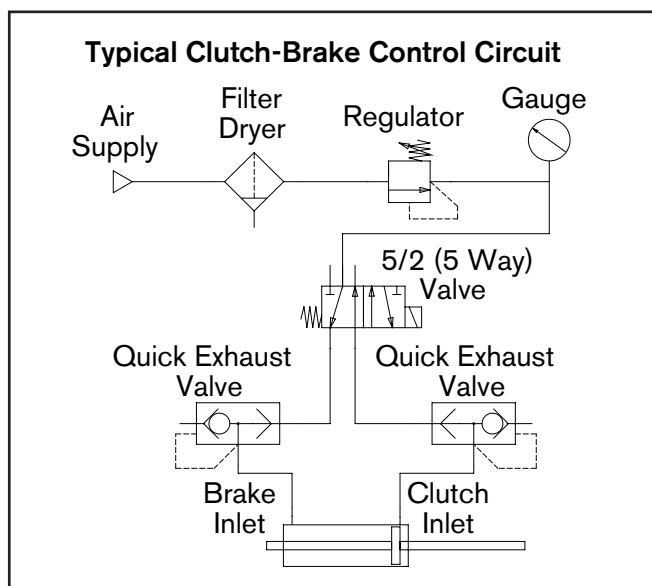 Typical Clutch-Brake Control Circuit
Air
Supply
Filter
Dryer
Regulator
Gauge
5/2 (5 Way)
Valve
Quick Exhaust
Valve
Quick Exhaust
Valve
Brake
Inlet
Clutch
Inlet